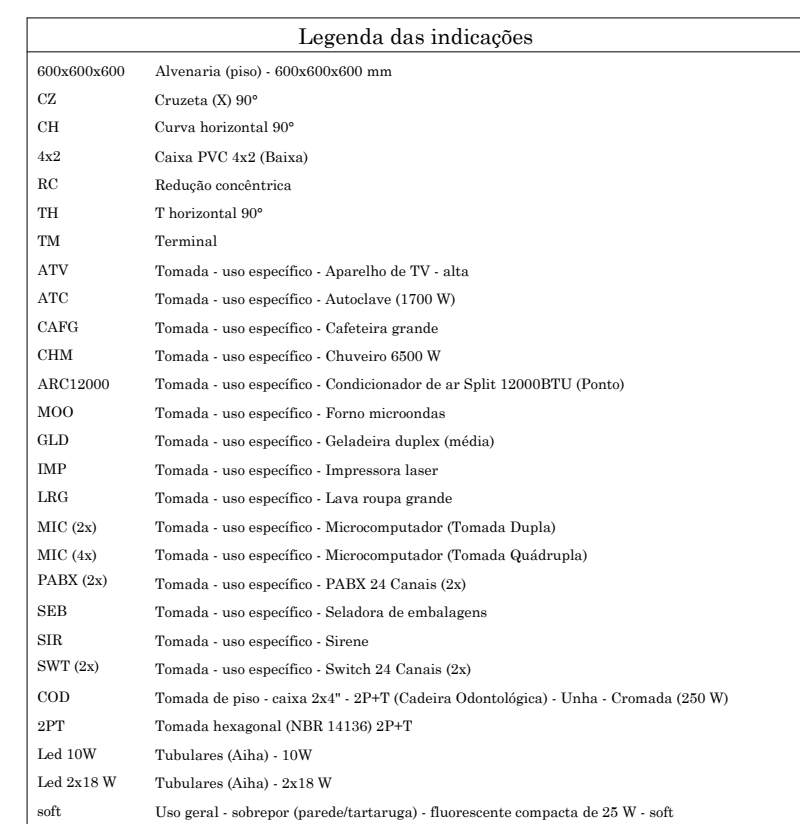 Legenda das indicações
600x600x600 Alvenaria (piso) - 600x600x600 mm
CZ Cruzeta (X) 90°
CH Curva horizontal 90°
4x2 Caixa PVC 4x2 (Baixa)
RC Redução concêntrica
TH T horizontal 90°
TM Terminal
ATV Tomada - uso específico - Aparelho de TV - alta
ATC Tomada - uso específico - Autoclave (1700 W)
CAFG Tomada - uso específico - Cafeteira grande
CHM Tomada - uso específico - Chuveiro 6500 W
ARC12000 Tomada - uso específico - Condicionador de ar Split 12000BTU (Ponto)
MOO Tomada - uso específico - Forno microondas
GLD Tomada - uso específico - Geladeira duplex (média)
IMP Tomada - uso específico - Impressora laser
LRG Tomada - uso específico - Lava roupa grande
MIC (2x) Tomada - uso específico - Microcomputador (Tomada Dupla)
MIC (4x) Tomada - uso específico - Microcomputador (Tomada Quádrupla)
PABX (2x) Tomada - uso específico - PABX 24 Canais (2x)
SEB Tomada - uso específico - Seladora de embalagens
SIR Tomada - uso específico - Sirene
SWT (2x) Tomada - uso específico - Switch 24 Canais (2x)
COD Tomada de piso - caixa 2x4" - 2P+T (Cadeira Odontológica) - Unha - Cromada (250 W)
2PT Tomada hexagonal (NBR 14136) 2P+T
Led 10W Tubulares (Aiha) - 10W
Led 2x18 W Tubulares (Aiha) - 2x18 W
soft Uso geral - sobrepor (parede/tartaruga) - fluorescente compacta de 25 W - soft